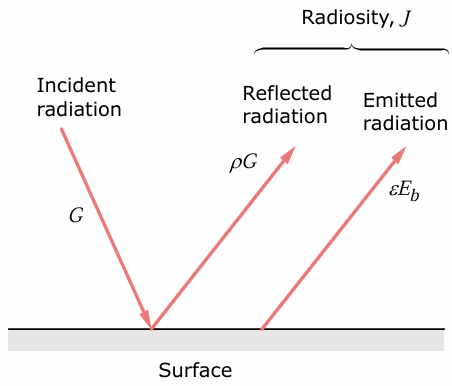 Radiosity, J
Incident
radiation
Reflected
radiation
Emitted
radiation
G
ρG
εE_b
Surface